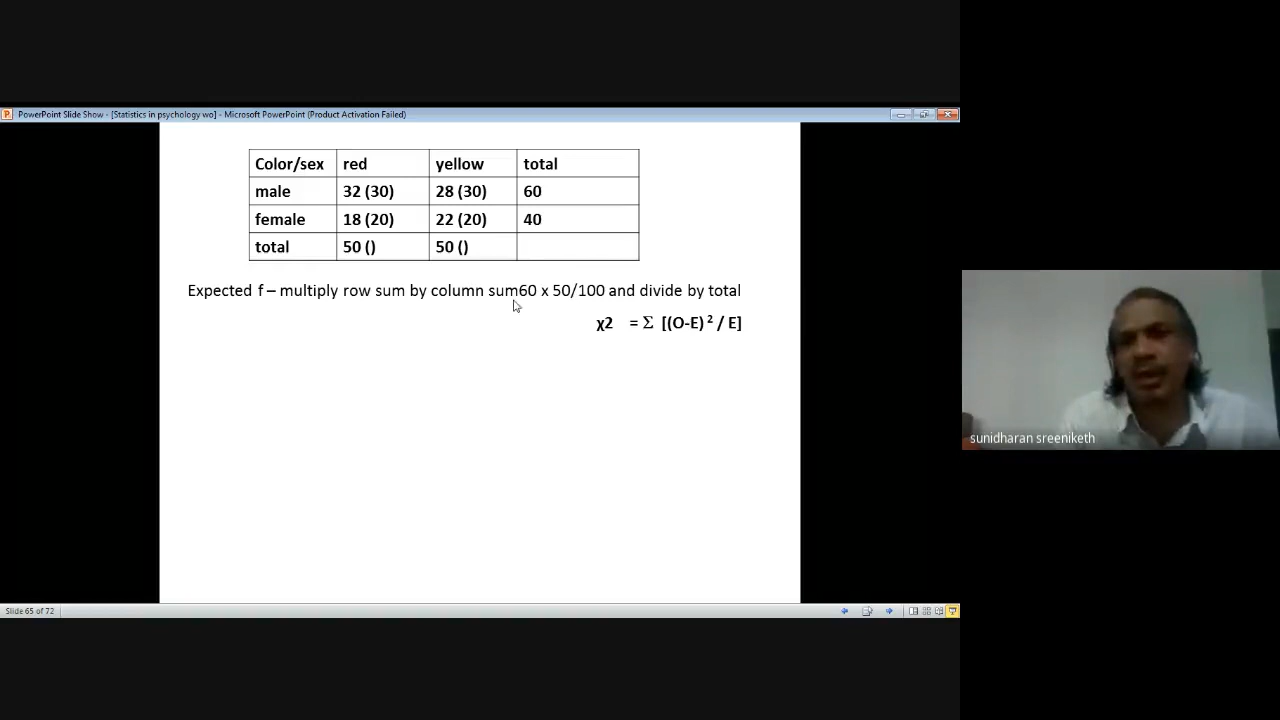 PowerPoint Slide Show - [Statistics in psychology wo] - Microsoft PowerPoint (Product Activation Failed)
Color/sex red yellow total
male 32 (30) 28 (30) 60
female 18 (20) 22 (20) 40
total 50 () 50 ()
Expected f – multiply row sum by column sum60 x 50/100 and divide by total
χ2 = Σ [(O-E) 2 / E]
sunidharan sreeniketh
Slide 65 of 72